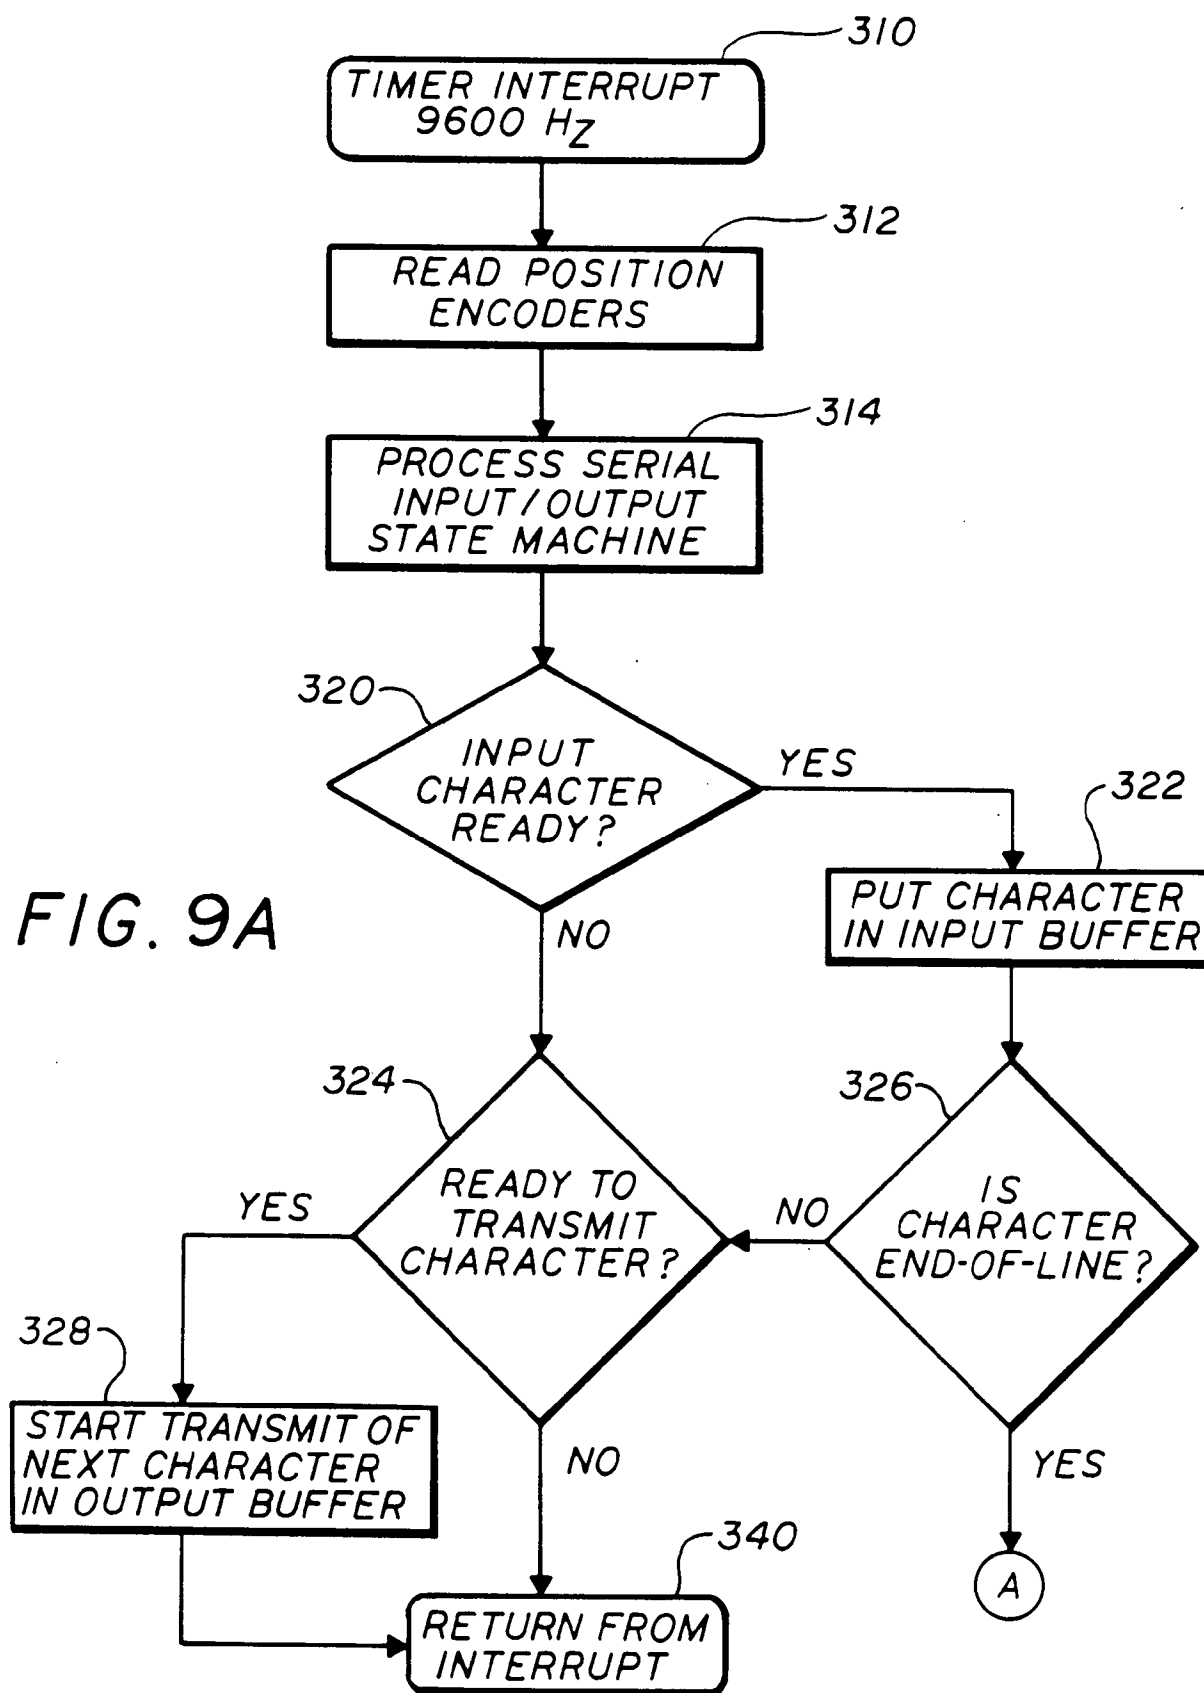 310
TIMER INTERRUPT
9600 HZ
312
READ POSITION
ENCODERS
314
PROCESS SERIAL
INPUT/OUTPUT
STATE MACHINE
320
INPUT
CHARACTER
READY?
YES
NO
322
PUT CHARACTER
IN INPUT BUFFER
FIG. 9A
324
READY TO
TRANSMIT
CHARACTER?
YES
NO
326
IS
CHARACTER
END-OF-LINE?
NO
YES
328
START TRANSMIT OF
NEXT CHARACTER
IN OUTPUT BUFFER
340
RETURN FROM
INTERRUPT
A